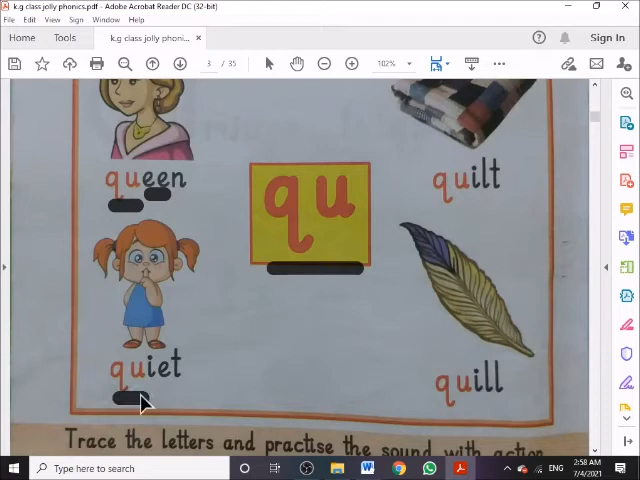 k.g class jolly phonics.pdf - Adobe Acrobat Reader DC (32-bit)
File Edit View Sign Window Help
Home Tools k.g class jolly phoni... × Sign In
3 / 35 102%
queen
qu
quilt
quiet
quill
Trace the letters and practise the sound with action
Type here to search
ENG
2:58 AM
7/4/2021